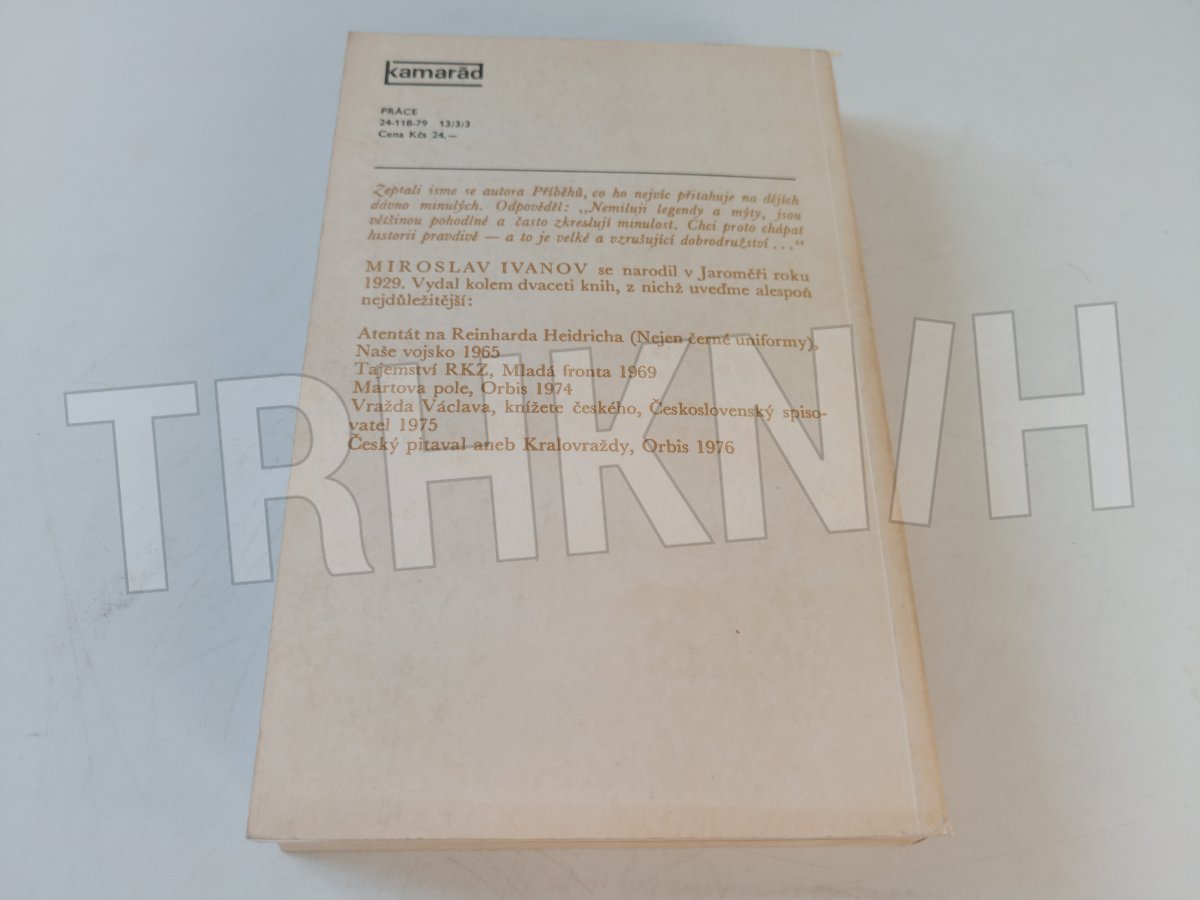 kamarād
PRÁCE
24-118-79 13/3/3
Cena Kčs 24.—
Zeptali jsme se autora Příběhů, co ho nejvíc přitahuje na dějích
dávno minulých. Odpověděl: „Nemiluji legendy a mýty, jsou
většinou pohodlné a často zkreslují minulost. Chci proto chápat
historii pravdivě — a to je velké a vzrušující dobrodružství ...“
MIROSLAV IVANOV se narodil v Jaroměři roku
1929. Vydal kolem dvaceti knih, z nichž uveďme alespoň
nejdůležitější:
Atentát na Reinharda Heidricha (Nejen černé uniformy),
Naše vojsko 1965
Tajemství RKZ, Mladá fronta 1969
Martova pole, Orbis 1974
Vražda Václava, knížete českého, Československý spiso-
vatel 1975
Český pitaval aneb Kralovraždy, Orbis 1976
TRHKNIH